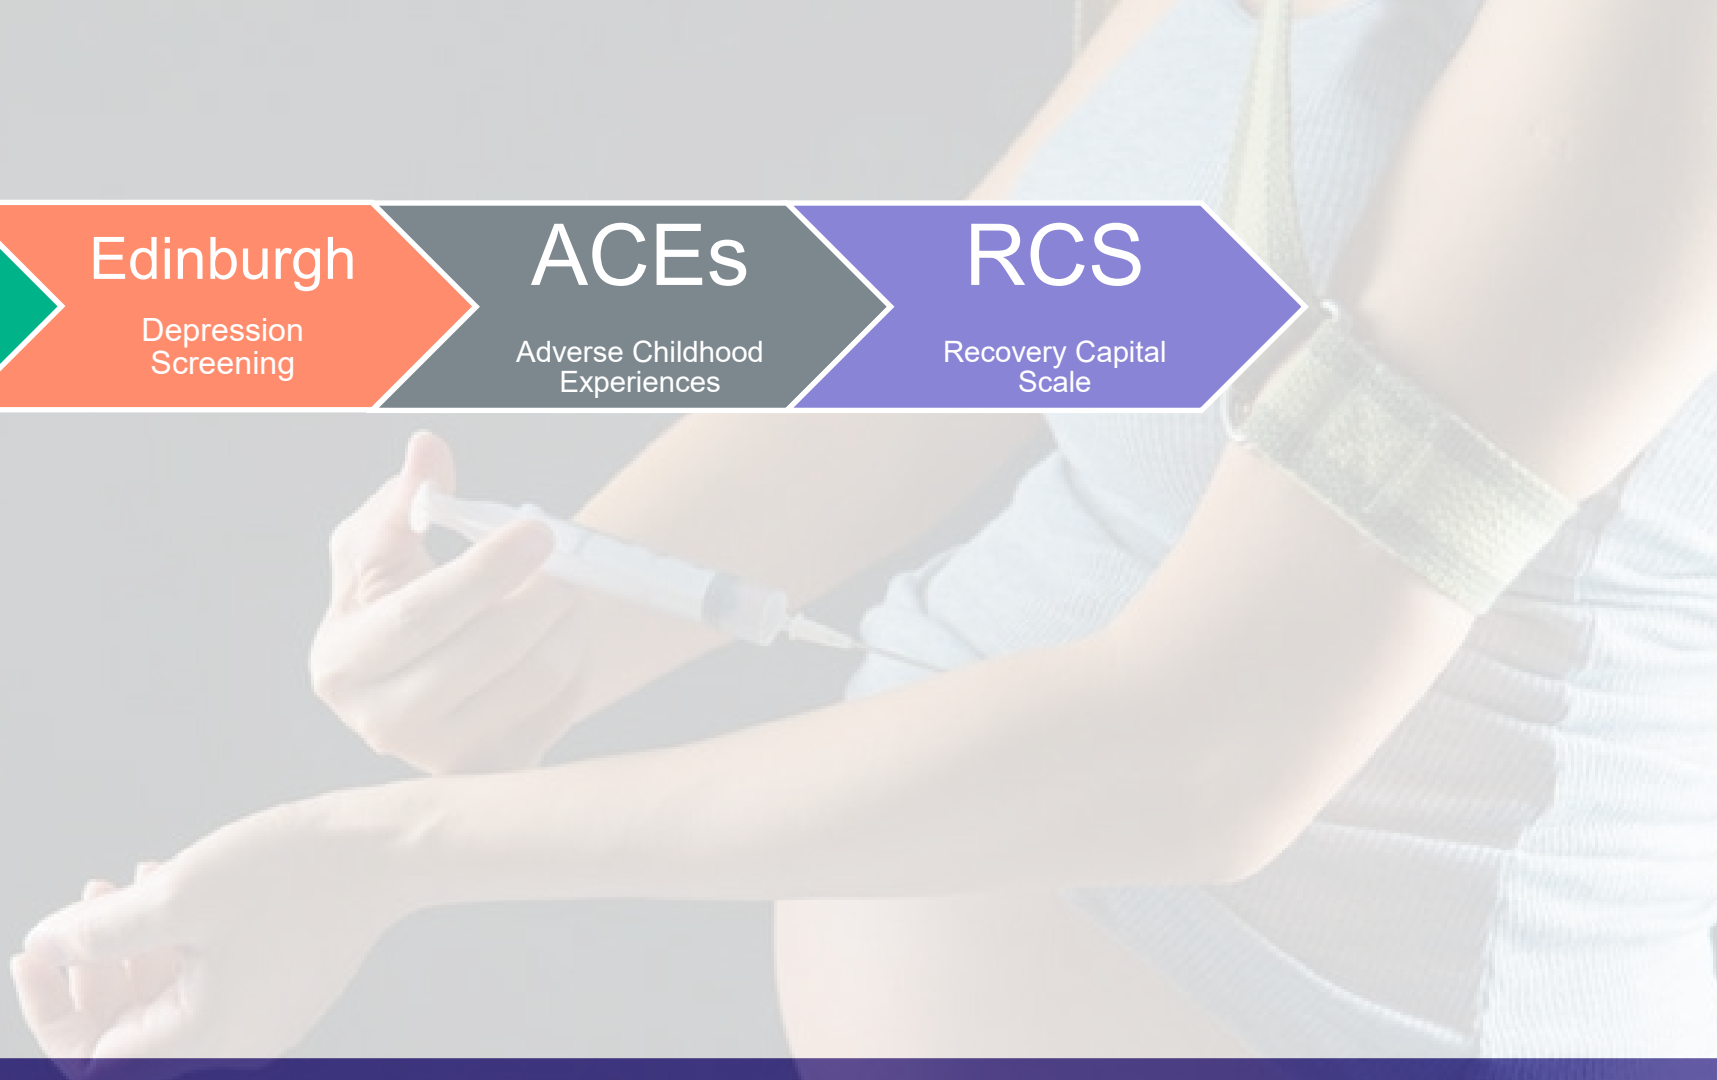 Edinburgh
Depression
Screening
ACEs
Adverse Childhood
Experiences
RCS
Recovery Capital
Scale